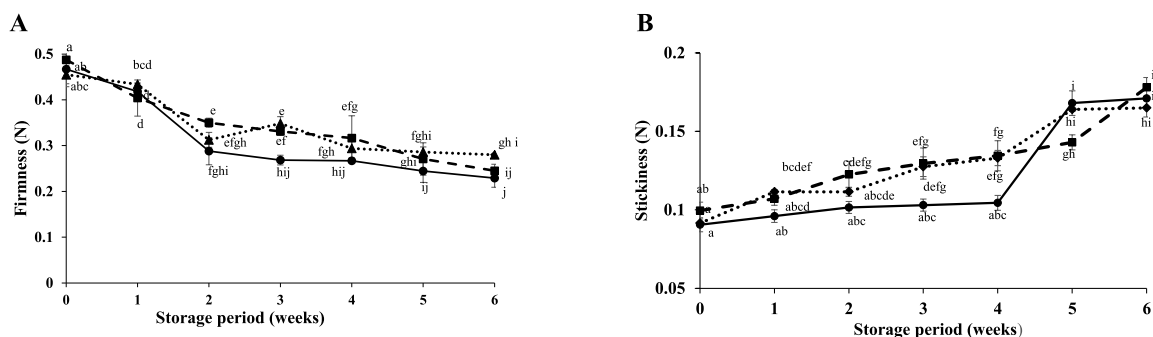 A
Firmness (N)
0.5
0.4
0.3
0.2
0.1
0
a
ab
abc
bcd
d
e
efgh
fghi
e
ef
hij
efg
fgh
hij
fghi
ghi
ij
gh i
ij
j
0 1 2 3 4 5 6
Storage period (weeks)
B
Stickiness (N)
0.2
0.15
0.1
0.05
ab
a
a
bcdef
abcd
ab
cdefg
abcde
abc
efg
defg
abc
fg
efg
abc
j
hi
gh
i
i
hi
0 1 2 3 4 5 6
Storage period (weeks)